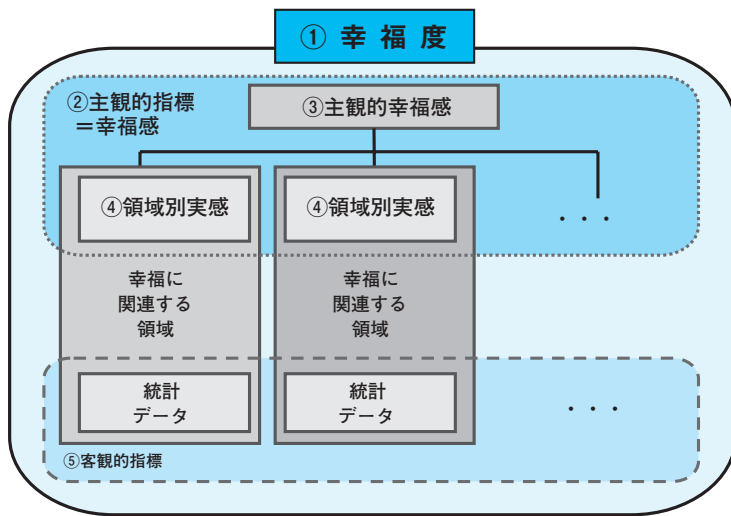 ①幸福度
②主観的指標
＝幸福感
③主観的幸福感
④領域別実感
④領域別実感
・・・
幸福に
関連する
領域
幸福に
関連する
領域
統計
データ
統計
データ
・・・
⑤客観的指標